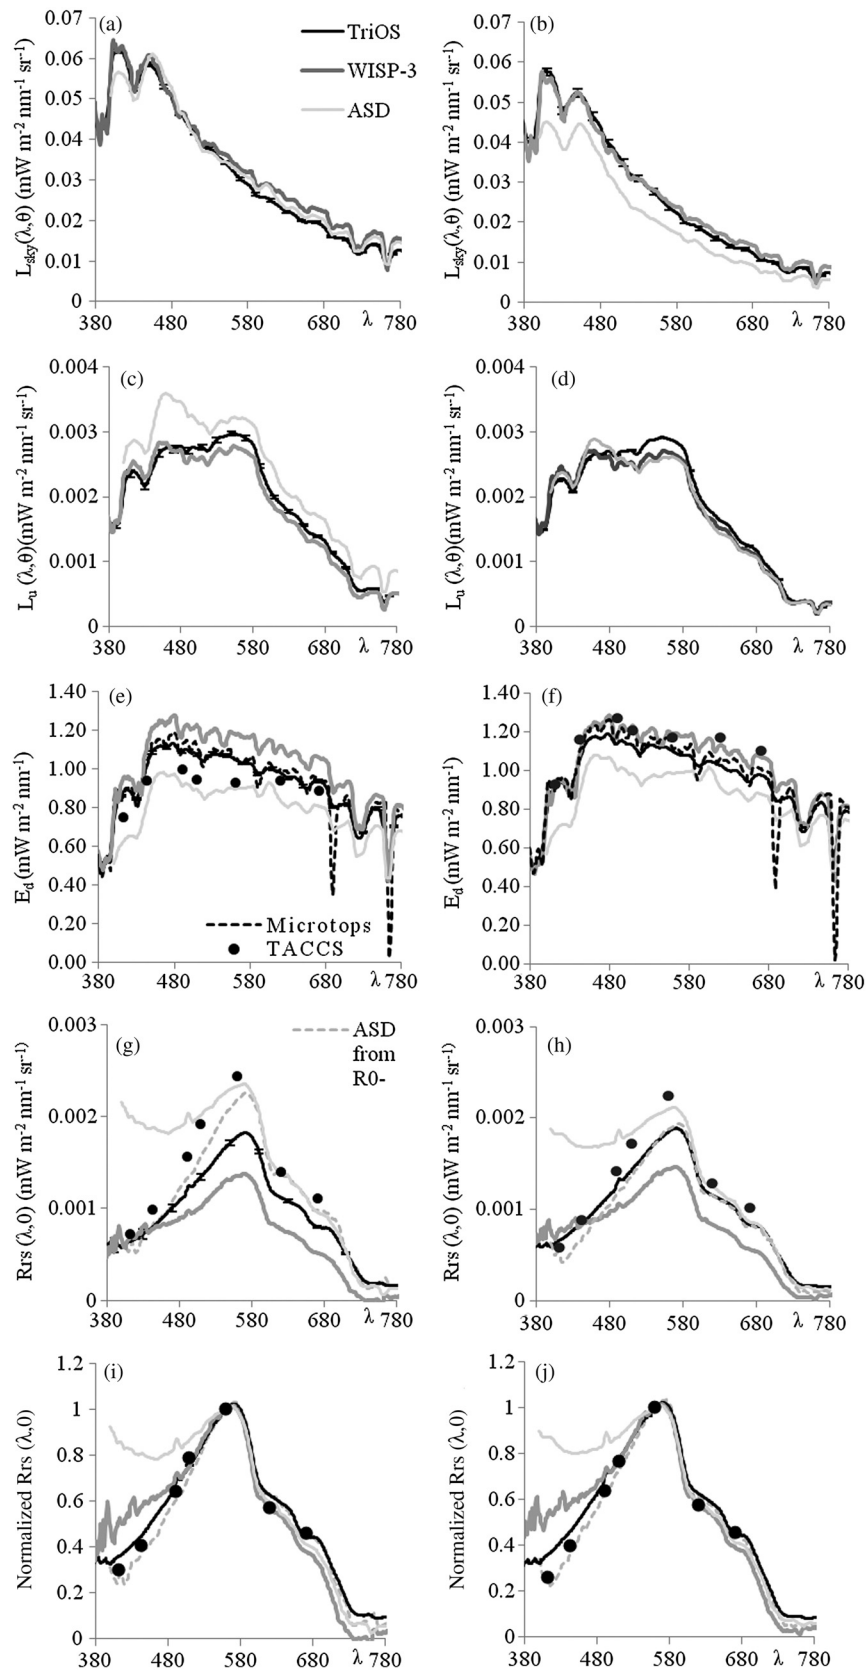 (a)
0.07
0.06
0.05
0.04
0.03
0.02
0.01
0
L_sky(λ,θ) (mW m⁻² nm⁻¹ sr⁻¹)
380 480 580 680 λ 780
TriOS
WISP-3
ASD
(b)
0.07
0.06
0.05
0.04
0.03
0.02
0.01
0
L_sky(λ,θ) (mW m⁻² nm⁻¹ sr⁻¹)
380 480 580 680 λ 780
(c)
0.004
0.003
0.002
0.001
0
L_u (λ,θ)(mW m⁻² nm⁻¹ sr⁻¹)
380 480 580 680 λ 780
(d)
0.004
0.003
0.002
0.001
0
L_u (λ,θ)(mW m⁻² nm⁻¹ sr⁻¹)
380 480 580 680 λ 780
(e)
1.40
1.20
1.00
0.80
0.60
0.40
0.20
0.00
E_d (mW m⁻² nm⁻¹)
Microtops
TACCS
380 480 580 680 λ 780
(f)
1.40
1.20
1.00
0.80
0.60
0.40
0.20
0.00
E_d (mW m⁻² nm⁻¹)
380 480 580 680 λ 780
(g)
0.003
0.002
0.001
0
Rrs (λ,0) (mW m⁻² nm⁻¹ sr⁻¹)
ASD
from
R0-
380 480 580 680 λ 780
(h)
0.003
0.002
0.001
0
Rrs (λ,0) (mW m⁻² nm⁻¹ sr⁻¹)
380 480 580 680 λ 780
(i)
1.2
1
0.8
0.6
0.4
0.2
0
Normalized Rrs (λ,0)
380 480 580 680 λ 780
(j)
1.2
1
0.8
0.6
0.4
0.2
0
Normalized Rrs (λ,0)
380 480 580 680 λ 780